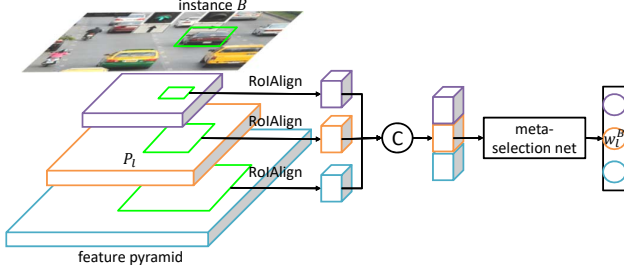 instance B
RoIAlign
RoIAlign
P_l
RoIAlign
C
meta-
selection net
w_l^B
feature pyramid